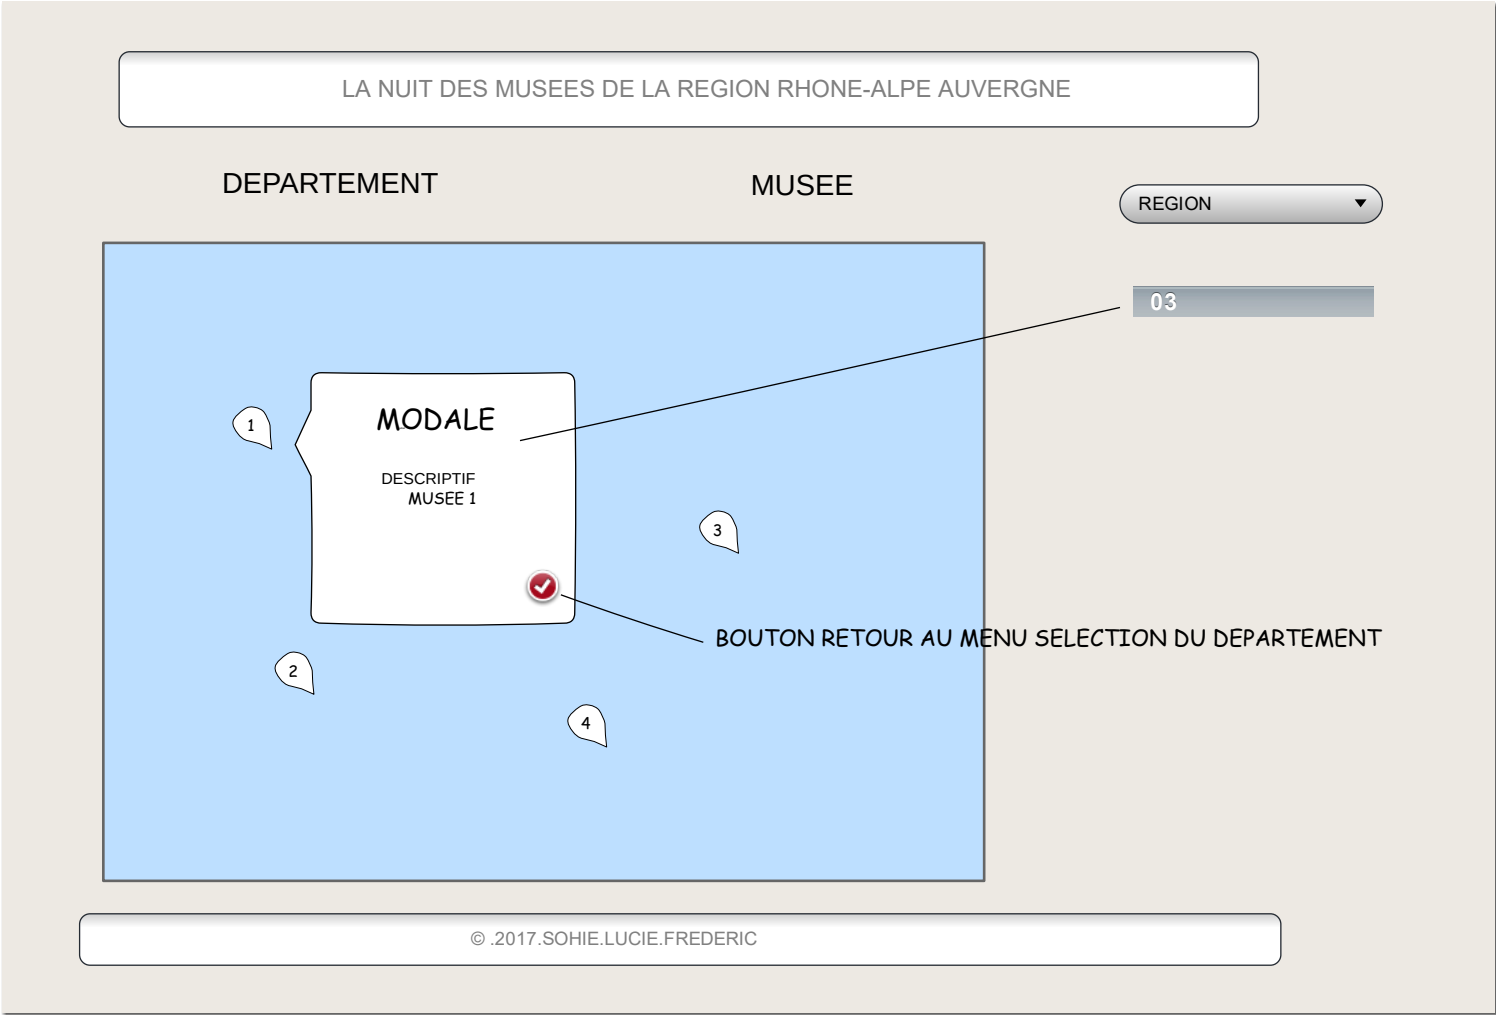 LA NUIT DES MUSEES DE LA REGION RHONE-ALPE AUVERGNE
DEPARTEMENT
MUSEE
REGION
03
MODALE
1
DESCRIPTIF
MUSEE 1
3
BOUTON RETOUR AU MENU SELECTION DU DEPARTEMENT
2
4
© .2017.SOHIE.LUCIE.FREDERIC